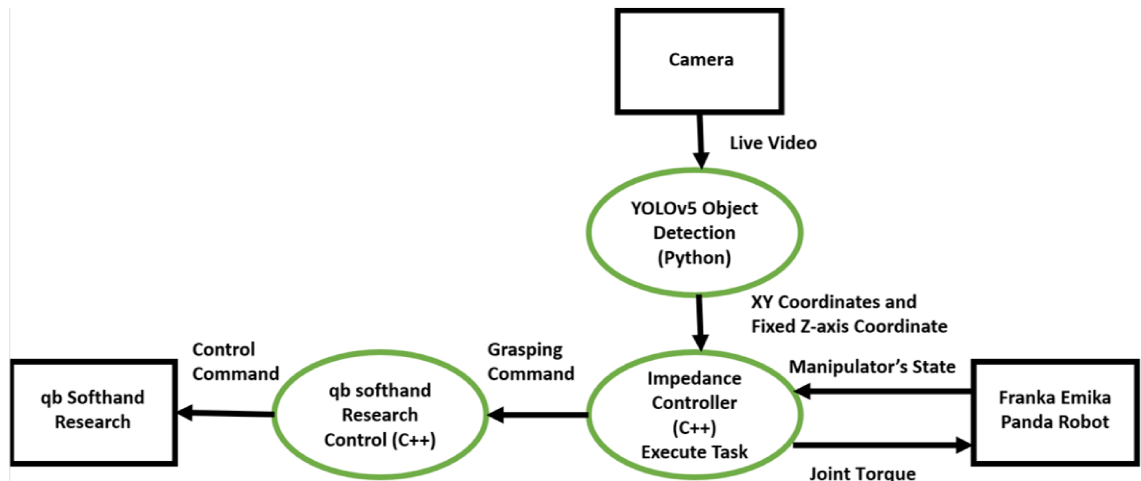 Camera
Live Video
YOLOv5 Object
Detection
(Python)
XY Coordinates and
Fixed Z-axis Coordinate
Control
Command
Grasping
Command
Manipulator's State
qb Softhand
Research
qb softhand
Research
Control (C++)
Impedance
Controller
(C++)
Execute Task
Franka Emika
Panda Robot
Joint Torque